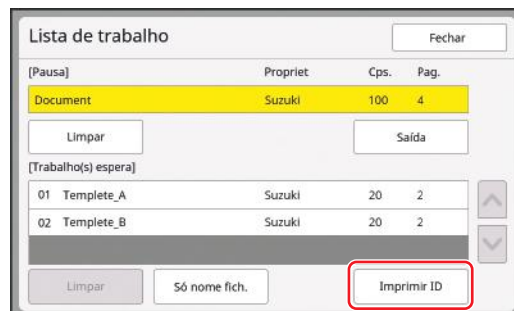 Lista de trabalho Fechar
[Pausa] Propriet Cps. Pag.
Document Suzuki 100 4
Limpar Saída
[Trabalho(s) espera]
01 Templete_A Suzuki 20 2
02 Templete_B Suzuki 20 2
Limpar Só nome fich. Imprimir ID